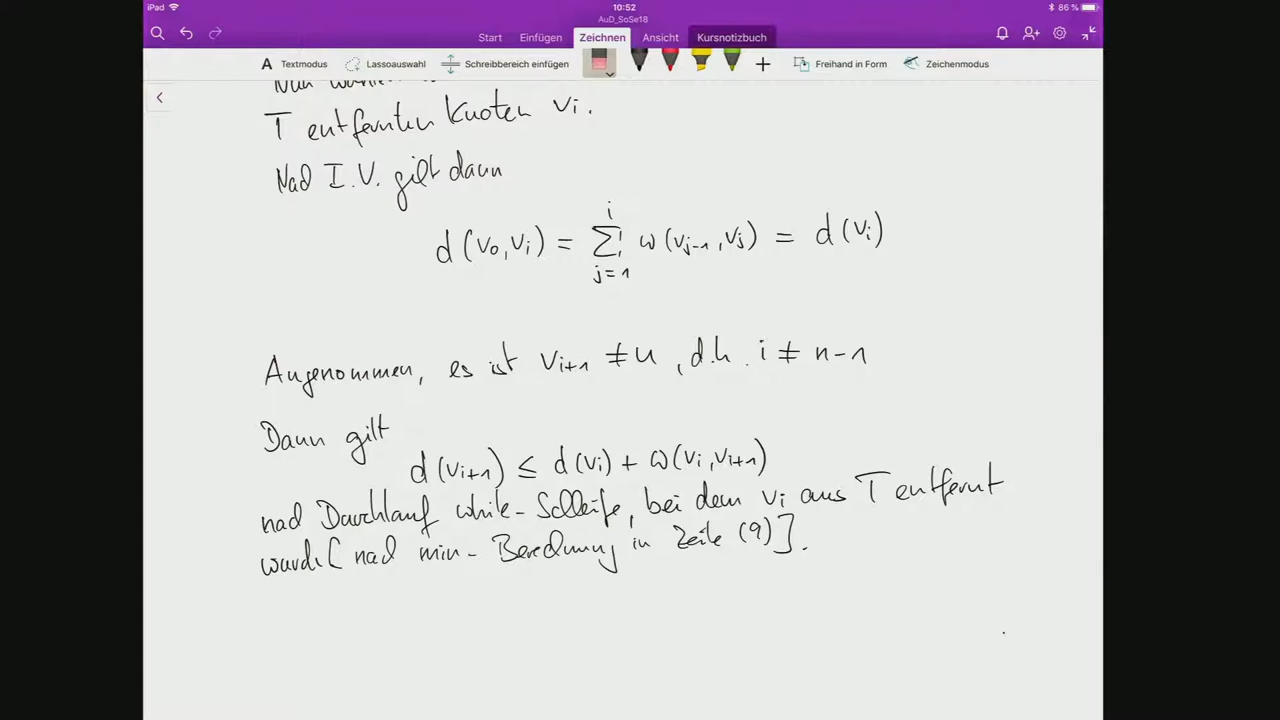 iPad 10:52 86 %
AuD_SoSe18
Start Einfügen Zeichnen Ansicht Kursnotizbuch
A Textmodus Lassoauswahl Schreibbereich einfügen Freihand in Form Zeichenmodus
Nun
T entfernten Knoten vi.
Nach I.V. gilt dann
d(v0,vi) = ∑ i j=1 w(vj-1,vj) = d(vi)
Angenommen, es ist vi+1 ≠ u, d.h. i ≠ n-1
Dann gilt
d(vi+1) ≤ d(vi) + w(vi,vi+1)
nach Durchlauf while-Schleife, bei dem vi aus T entfernt
wurde [nach min-Berechnung in Zeile (9)].